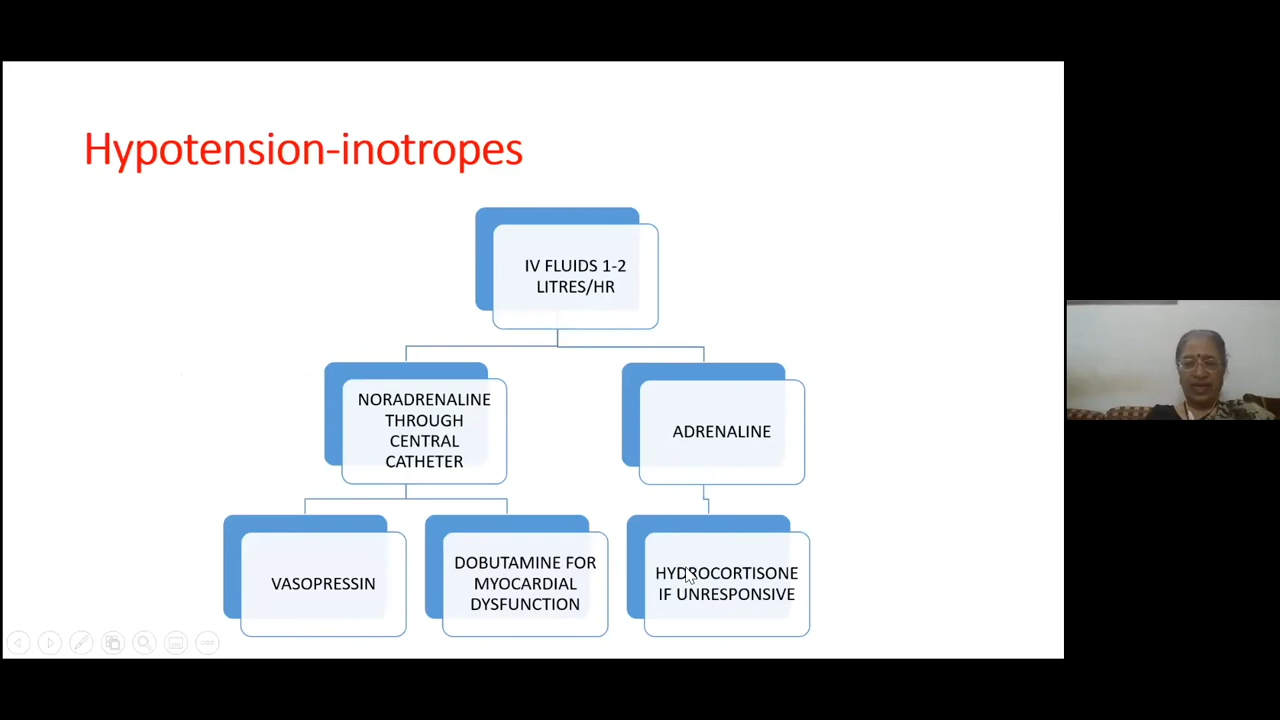 Hypotension-inotropes
IV FLUIDS 1-2
LITRES/HR
NORADRENALINE
THROUGH
CENTRAL
CATHETER
ADRENALINE
VASOPRESSIN
DOBUTAMINE FOR
MYOCARDIAL
DYSFUNCTION
HYDROCORTISONE
IF UNRESPONSIVE